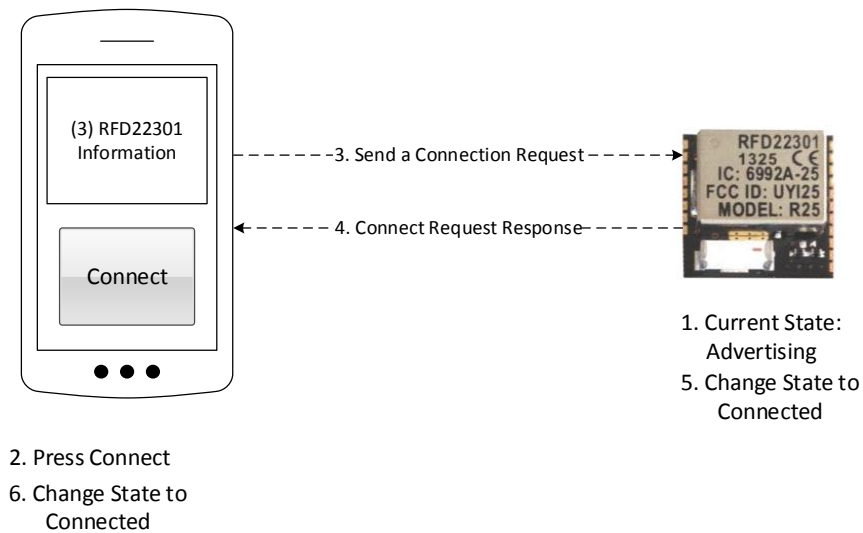 (3) RFD22301
Information
Connect
3. Send a Connection Request
4. Connect Request Response
RFD22301
1325 CE
IC: 6992A-25
FCC ID: UYI25
MODEL: R25
1. Current State:
Advertising
5. Change State to
Connected
2. Press Connect
6. Change State to
Connected